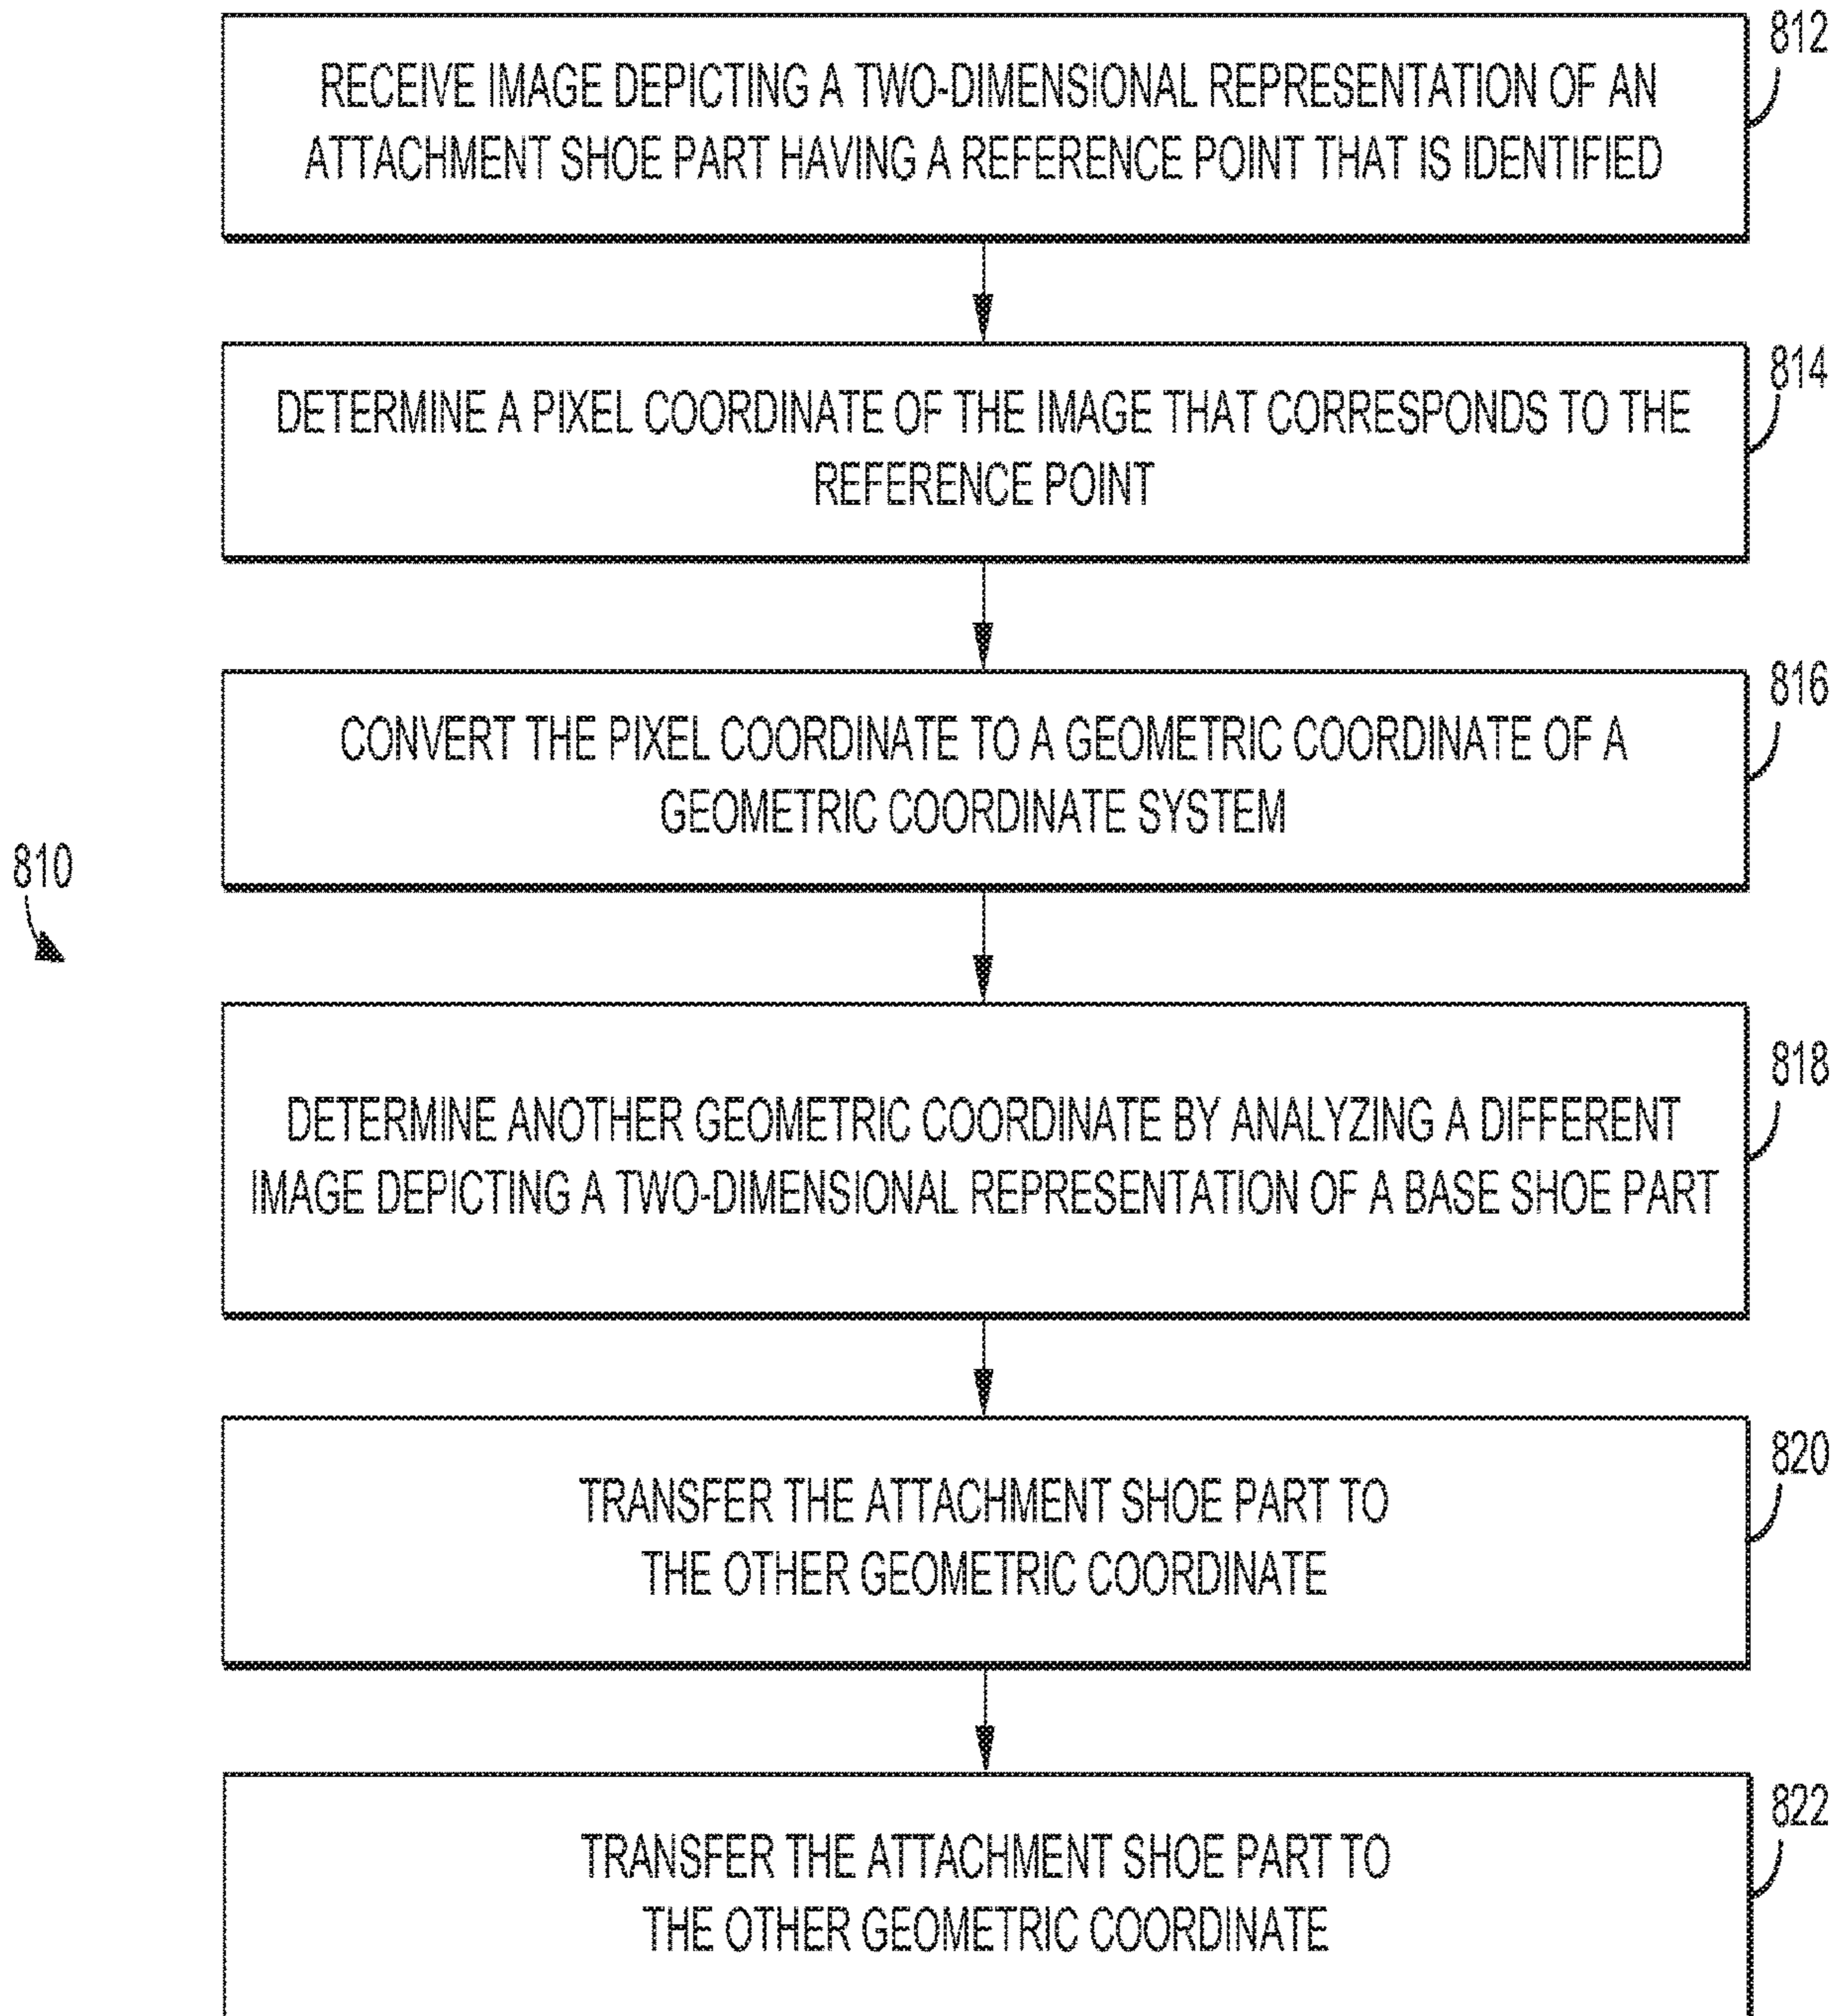 812
RECEIVE IMAGE DEPICTING A TWO-DIMENSIONAL REPRESENTATION OF AN
ATTACHMENT SHOE PART HAVING A REFERENCE POINT THAT IS IDENTIFIED
814
DETERMINE A PIXEL COORDINATE OF THE IMAGE THAT CORRESPONDS TO THE
REFERENCE POINT
816
CONVERT THE PIXEL COORDINATE TO A GEOMETRIC COORDINATE OF A
GEOMETRIC COORDINATE SYSTEM
810
818
DETERMINE ANOTHER GEOMETRIC COORDINATE BY ANALYZING A DIFFERENT
IMAGE DEPICTING A TWO-DIMENSIONAL REPRESENTATION OF A BASE SHOE PART
820
TRANSFER THE ATTACHMENT SHOE PART TO
THE OTHER GEOMETRIC COORDINATE
822
TRANSFER THE ATTACHMENT SHOE PART TO
THE OTHER GEOMETRIC COORDINATE